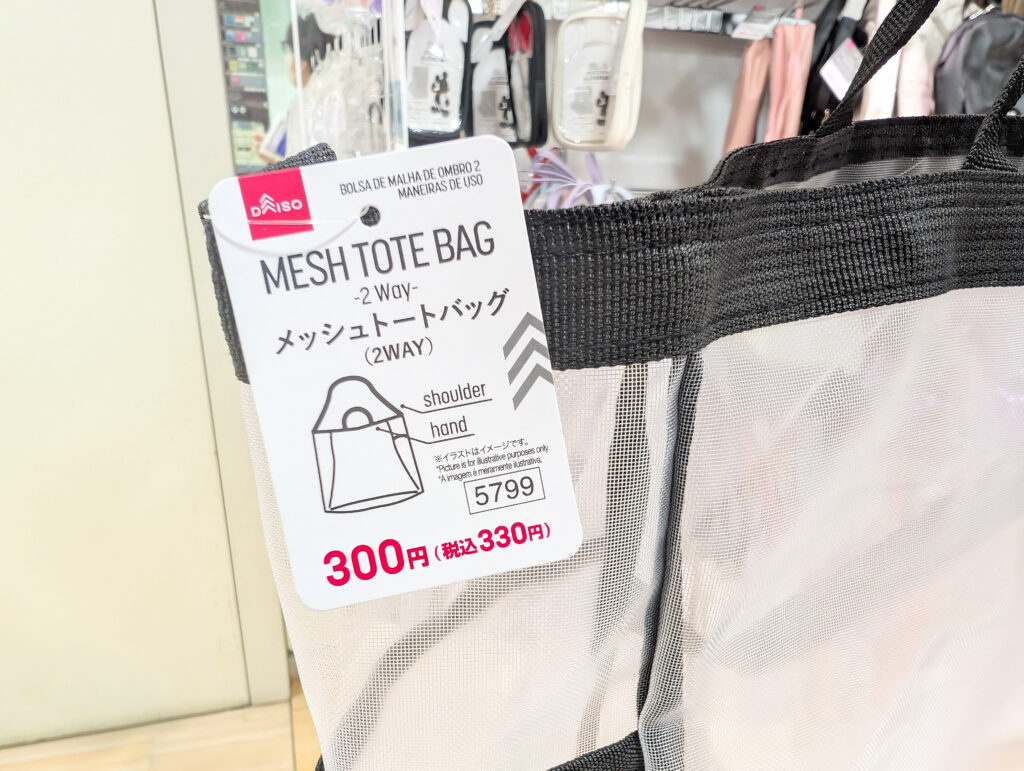 DAISO
BOLSA DE MALHA DE OMBRO 2
MANEIRAS DE USO
MESH TOTE BAG
-2 Way-
メッシュトートバッグ
(2WAY)
shoulder
hand
※イラストはイメージです。
*Picture is for illustrative purposes only.
*A imagem é meramente ilustrativa.
5799
300円(税込330円)